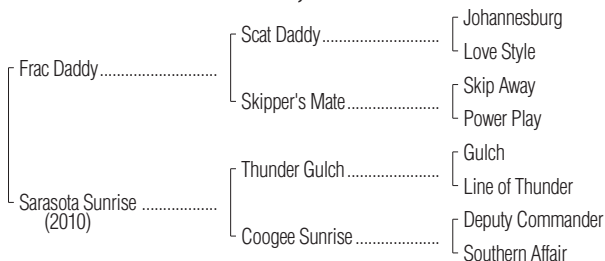 Johannesburg
Scat Daddy
Love Style
Frac Daddy
Skip Away
Skipper's Mate
Power Play
Gulch
Thunder Gulch
Line of Thunder
Sarasota Sunrise
(2010)
Deputy Commander
Coogee Sunrise
Southern Affair